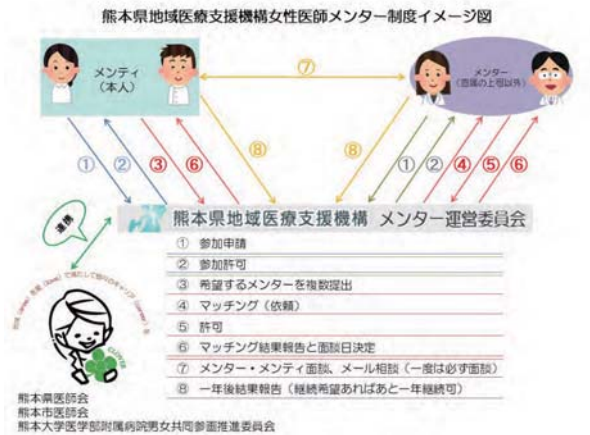 熊本県地域医療支援機構女性医師メンター制度イメージ図
メンティ
(本人)
メンター
(直属の上司以外)
⑦
⑧
⑧
①
②
③
⑥
①
②
④
⑤
⑥
連携
熊本県地域医療支援機構 メンター運営委員会
① 参加申請
② 参加許可
③ 希望するメンターを複数提出
④ マッチング(依頼)
⑤ 許可
⑥ マッチング結果報告と面談日決定
⑦ メンター・メンティ面談、メール相談(一度は必ず面談)
⑧ 一年後結果報告(継続希望あればあと一年継続可)
熊本県医師会
熊本市医師会
熊本大学医学部附属病院男女共同参画推進委員会